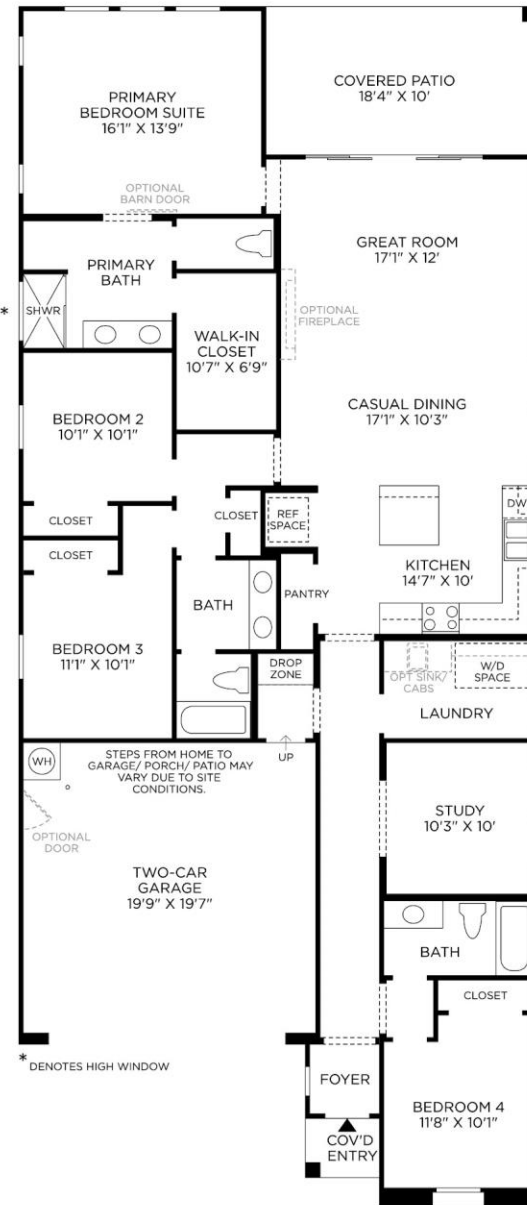 PRIMARY
BEDROOM SUITE
16'1" X 13'9"
COVERED PATIO
18'4" X 10'
OPTIONAL
BARN DOOR
GREAT ROOM
17'1" X 12'
PRIMARY
BATH
*
SHWR
OPTIONAL
FIREPLACE
WALK-IN
CLOSET
10'7" X 6'9"
CASUAL DINING
17'1" X 10'3"
BEDROOM 2
10'1" X 10'1"
CLOSET
CLOSET
REF
SPACE
DW
CLOSET
KITCHEN
14'7" X 10'
BATH
PANTRY
BEDROOM 3
11'1" X 10'1"
DROP
ZONE
OPT SINK/
CABS
W/D
SPACE
LAUNDRY
UP
WH
STEPS FROM HOME TO
GARAGE/ PORCH/ PATIO MAY
VARY DUE TO SITE
CONDITIONS.
OPTIONAL
DOOR
STUDY
10'3" X 10'
TWO-CAR
GARAGE
19'9" X 19'7"
BATH
CLOSET
* DENOTES HIGH WINDOW
FOYER
BEDROOM 4
11'8" X 10'1"
COV'D
ENTRY